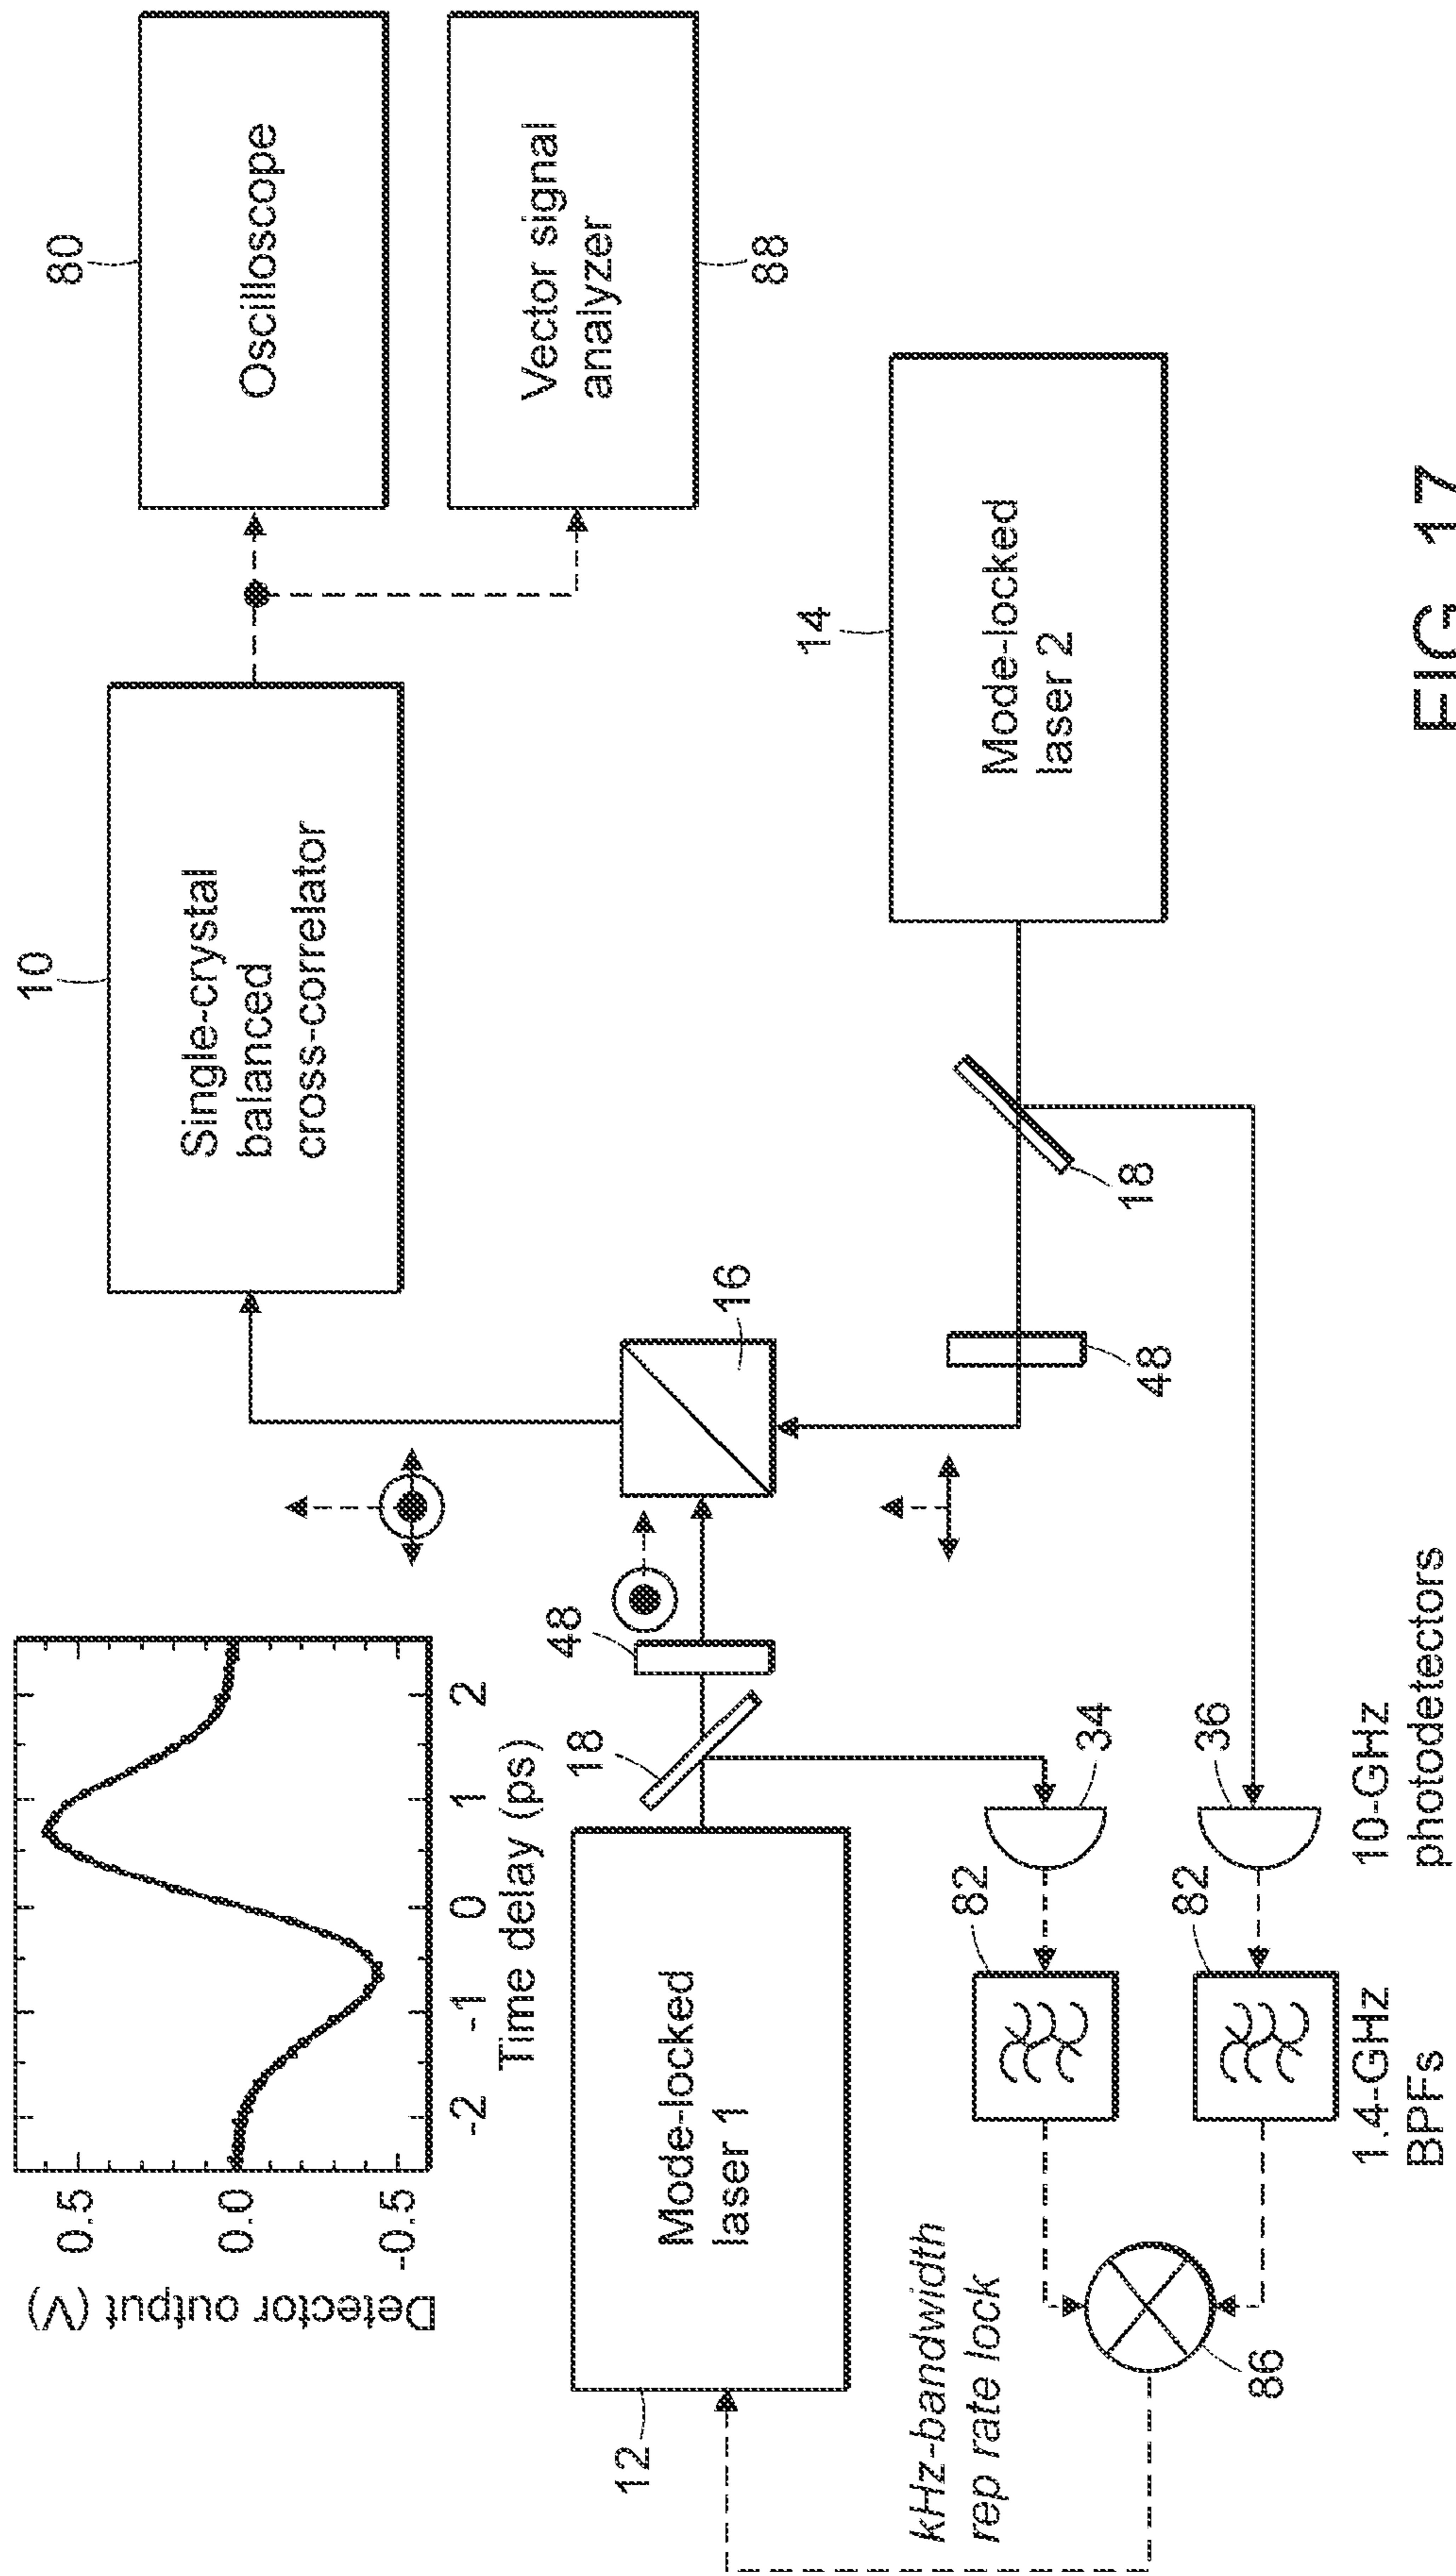 Detector output (V)
0.5
0.0
-0.5
-2
-1
0
1
2
Time delay (ps)
10
Single-crystal
balanced
cross-correlator
80
Oscilloscope
Vector signal
analyzer
88
12
Mode-locked
laser 1
18
48
16
14
Mode-locked
laser 2
18
48
kHz-bandwidth
rep rate lock
86
82
82
34
36
1.4-GHz
BPFs
10-GHz
photodetectors
FIG 17